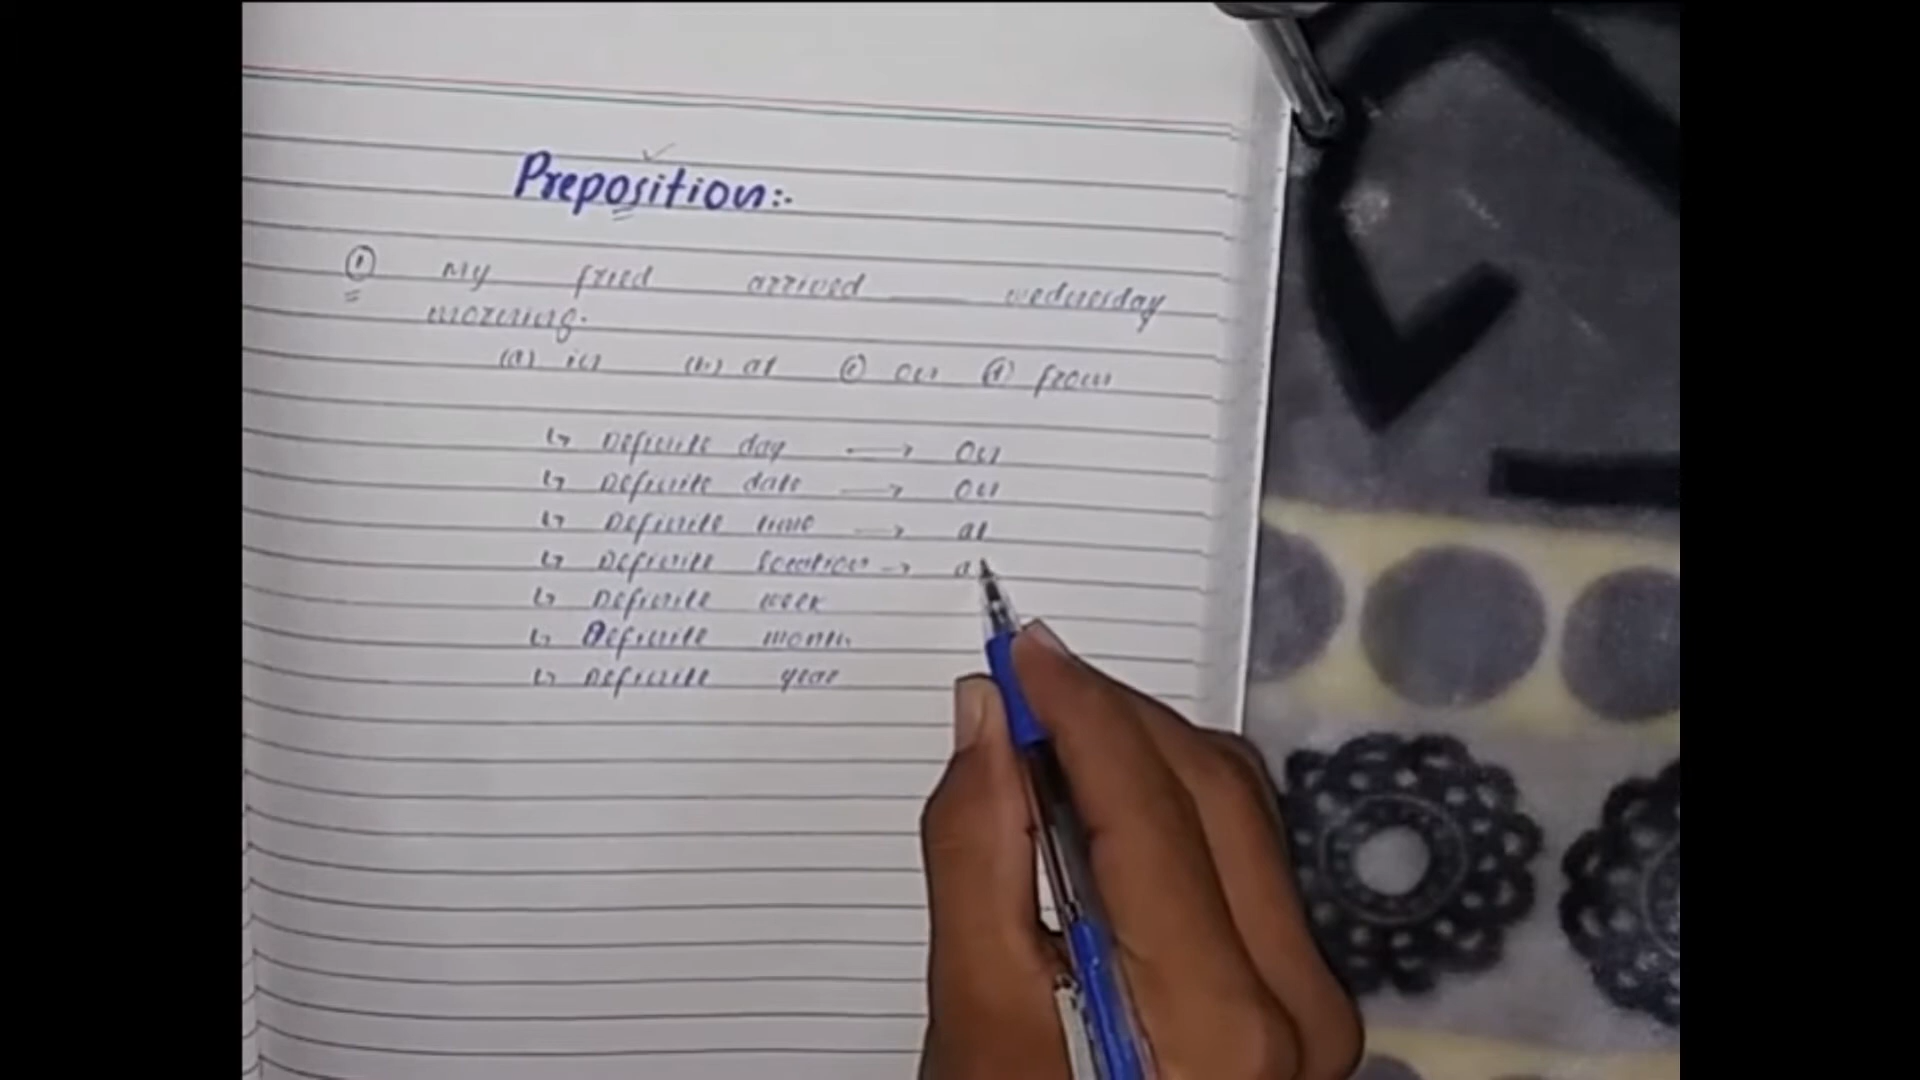 Preposition:-
① My fried arrived ____ wednesday
morning.
(a) in (b) at (c) on (d) from
↳ Definite day → on
↳ Definite date → on
↳ Definite time → at
↳ Definite location → at
↳ Definite week
↳ Definite month
↳ Definite year